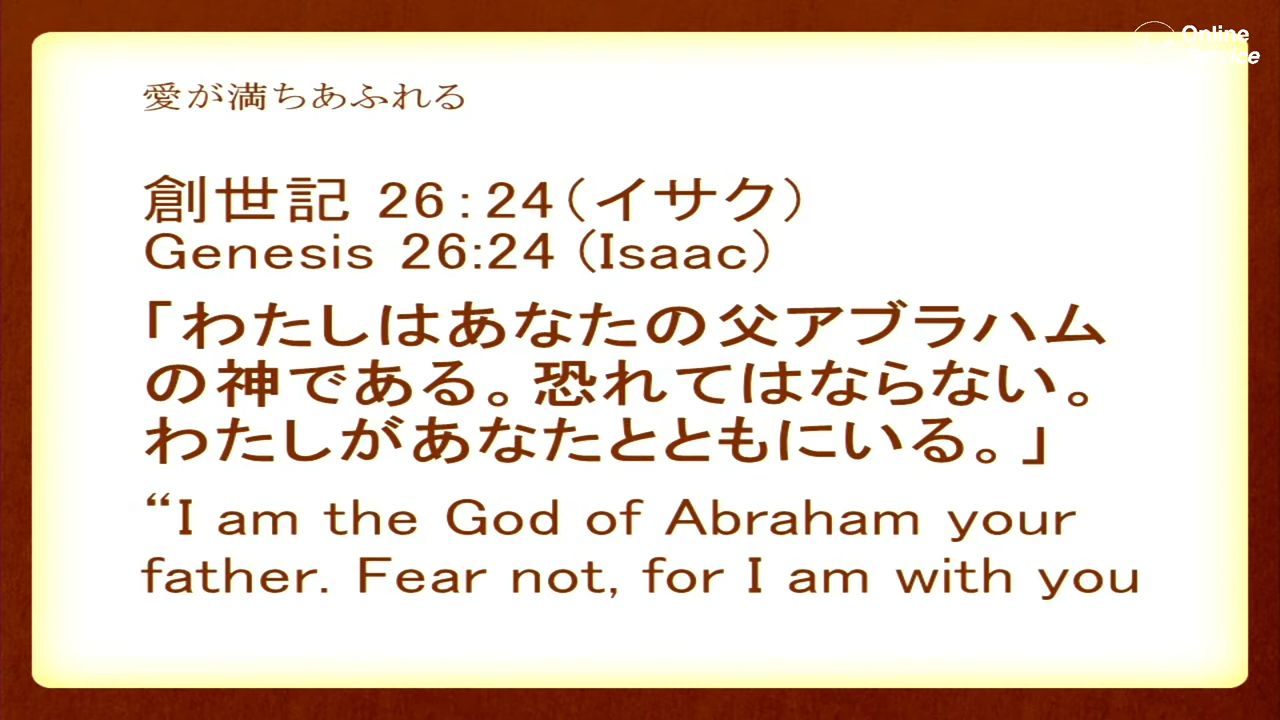 Online
Service
愛が満ちあふれる
創世記 26：24（イサク）
Genesis 26:24 (Isaac)
「わたしはあなたの父アブラハム
の神である。恐れてはならない。
わたしがあなたとともにいる。」
“I am the God of Abraham your
father. Fear not, for I am with you